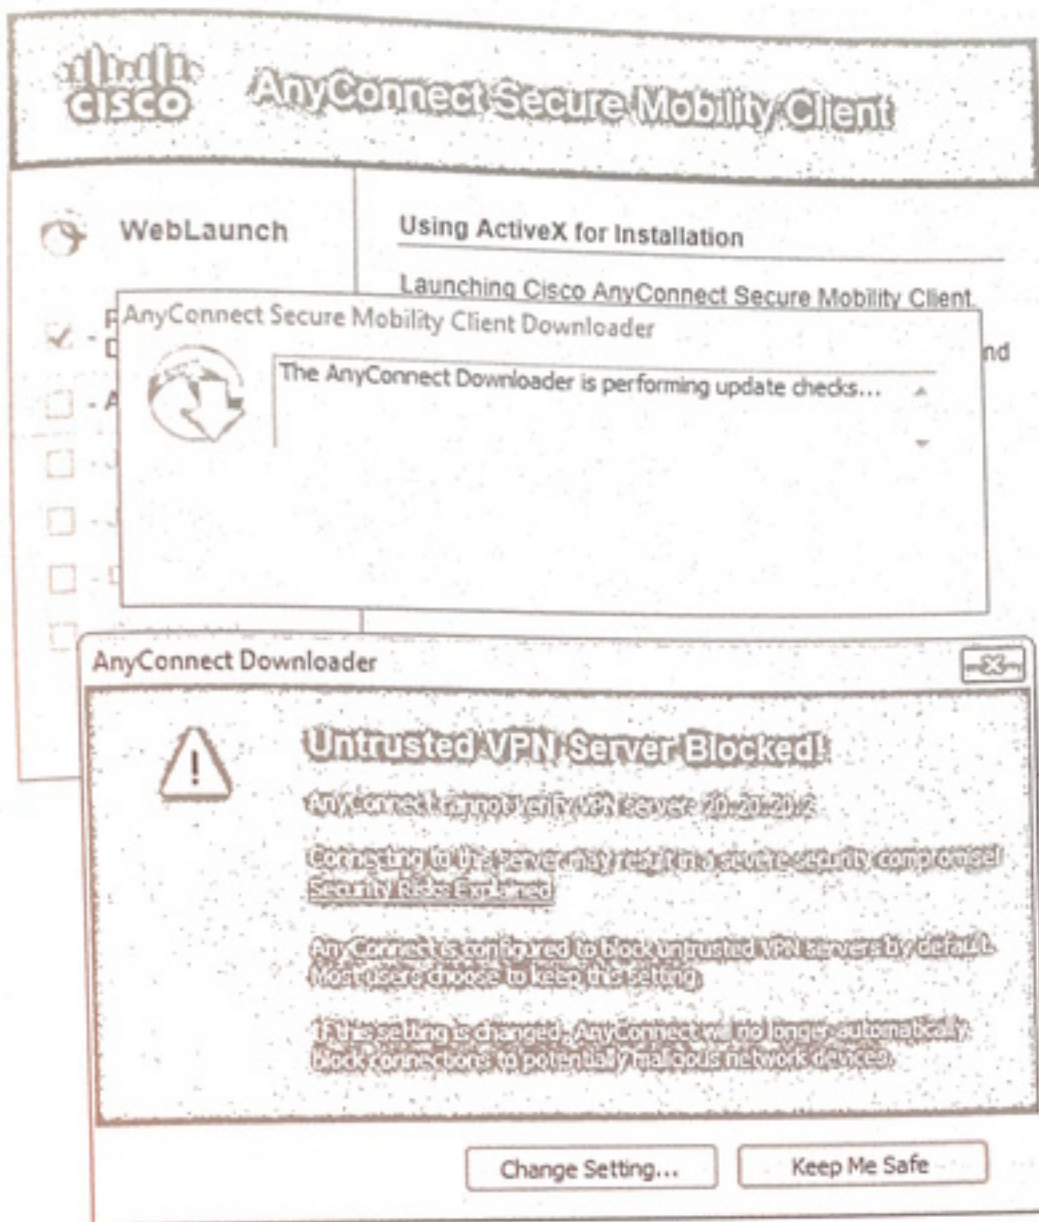 CISCO
AnyConnect Secure Mobility Client
WebLaunch
Using ActiveX for Installation
Launching Cisco AnyConnect Secure Mobility Client.
nd
- A
AnyConnect Secure Mobility Client Downloader
The AnyConnect Downloader is performing update checks...
AnyConnect Downloader
Untrusted VPN Server Blocked!
AnyConnect cannot verify VPN server: 20.20.20.2
Connecting to this server may result in a severe security compromise!
Security Risks Explained
AnyConnect is configured to block untrusted VPN servers by default.
Most users choose to keep this setting.
If this setting is changed, AnyConnect will no longer automatically
block connections to potentially malicious network devices.
Change Setting...
Keep Me Safe